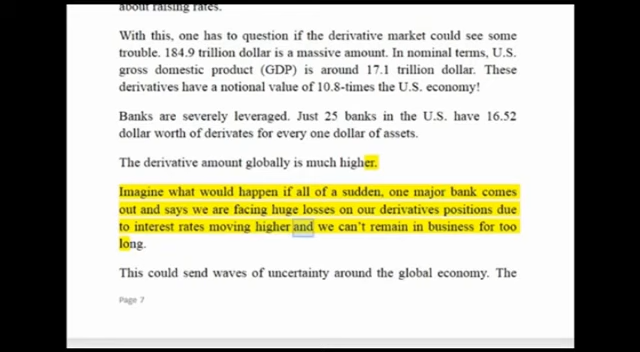 about raising rates.
With this, one has to question if the derivative market could see some
trouble. 184.9 trillion dollar is a massive amount. In nominal terms, U.S.
gross domestic product (GDP) is around 17.1 trillion dollar. These
derivatives have a notional value of 10.8-times the U.S. economy!
Banks are severely leveraged. Just 25 banks in the U.S. have 16.52
dollar worth of derivates for every one dollar of assets.
The derivative amount globally is much higher.
Imagine what would happen if all of a sudden, one major bank comes
out and says we are facing huge losses on our derivatives positions due
to interest rates moving higher and we can't remain in business for too
long.
This could send waves of uncertainty around the global economy. The
Page 7